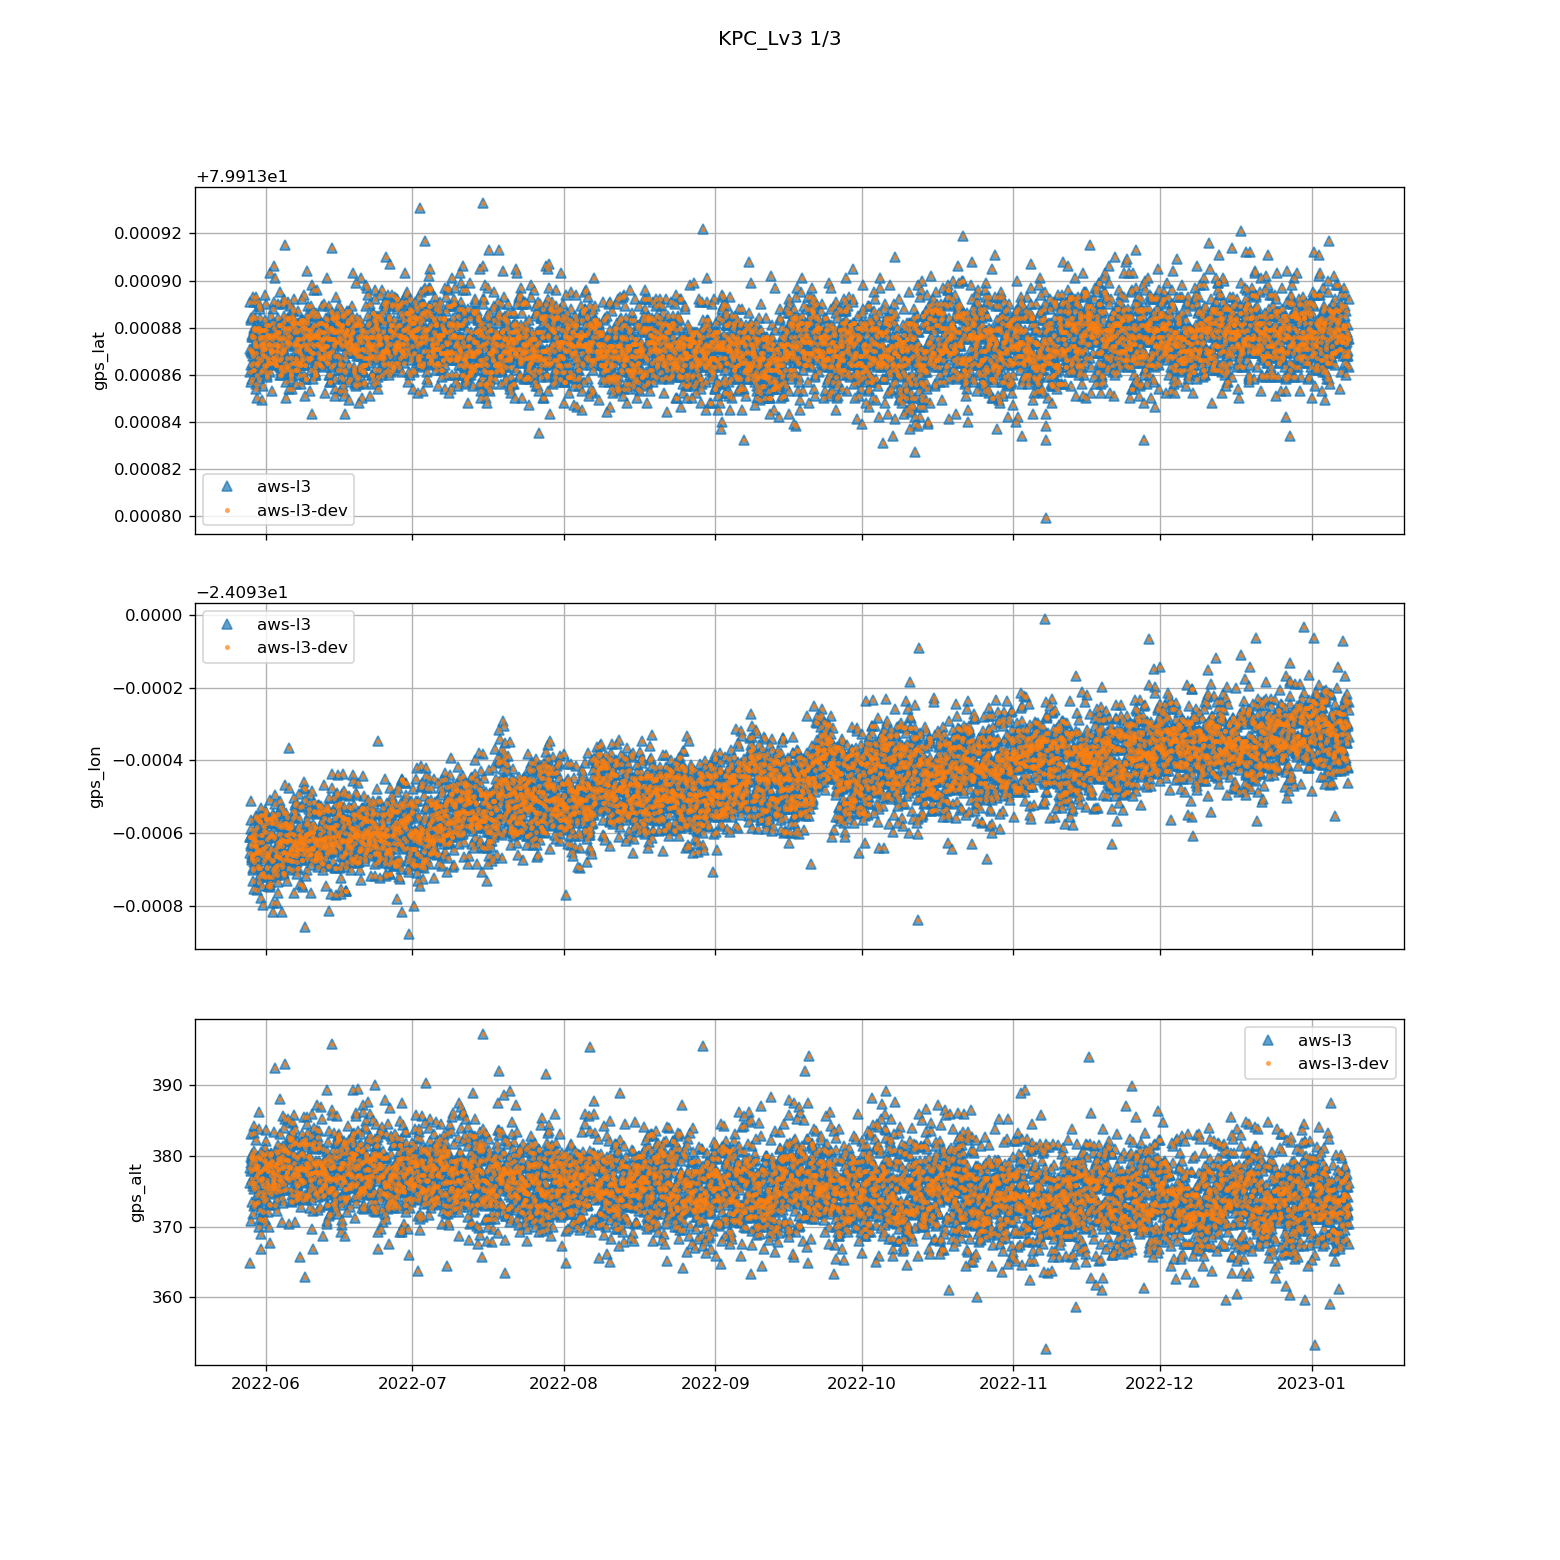 KPC_Lv3 1/3
+7.9913e1
0.00092
0.00090
0.00088
0.00086
0.00084
0.00082
0.00080
gps_lat
aws-l3
aws-l3-dev
−2.4093e1
0.0000
−0.0002
−0.0004
−0.0006
−0.0008
gps_lon
aws-l3
aws-l3-dev
390
380
370
360
gps_alt
aws-l3
aws-l3-dev
2022-06 2022-07 2022-08 2022-09 2022-10 2022-11 2022-12 2023-01